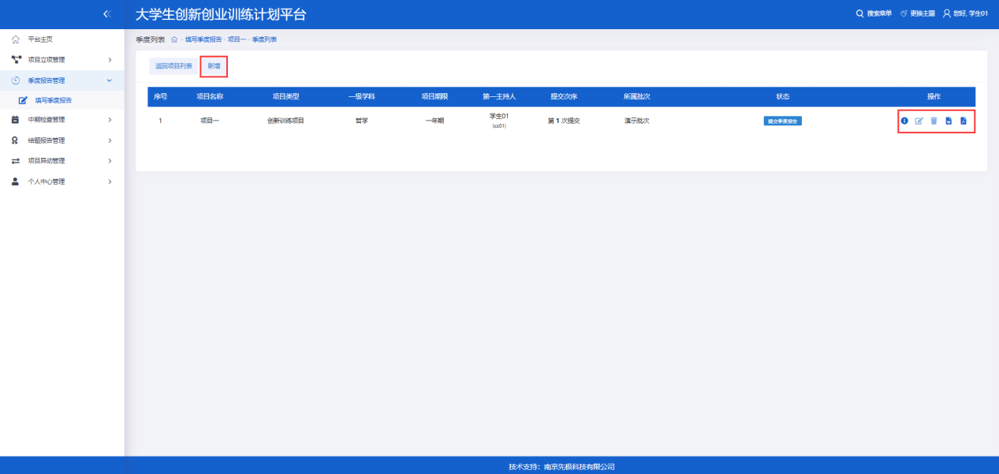 大学生创新创业训练计划平台
搜索菜单 更换主题 您好, 学生01
平台主页
项目立项管理
季度报告管理
填写季度报告
中期检查管理
结题报告管理
项目异动管理
个人中心管理
季度列表 · 填写季度报告 · 项目一 · 季度列表
返回项目列表 新增
序号 项目名称 项目类型 一级学科 项目期限 第一主持人 提交次序 所属批次 状态 操作
1 项目一 创新训练项目 哲学 一年期 学生01 第 1 次提交 演示批次 提交季度报告
(xs01)
技术支持：南京先极科技有限公司